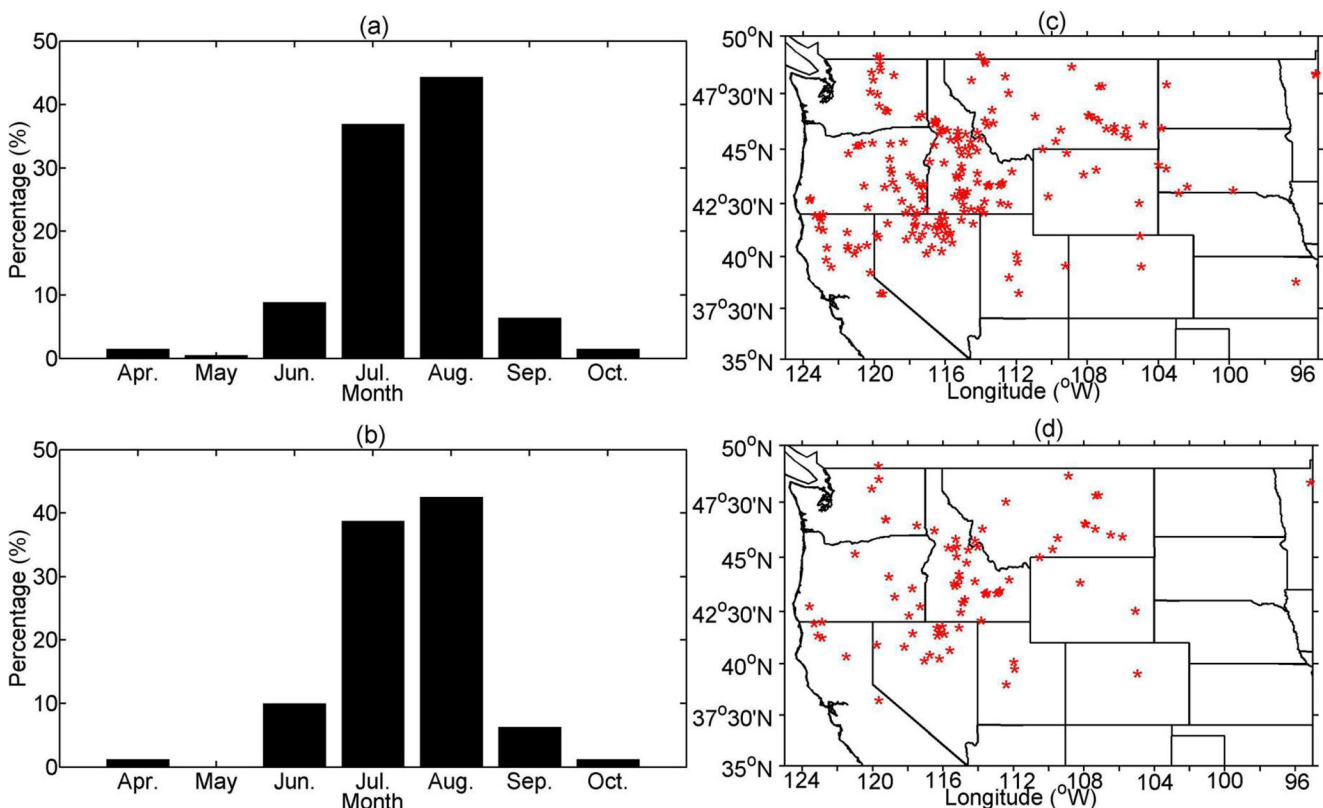 (a)
50
40
30
20
10
0
Percentage (%)
Apr. May Jun. Jul. Aug. Sep. Oct.
Month
(c)
50°N
47°30'N
45°N
42°30'N
40°N
37°30'N
35°N
124 120 116 112 108 104 100 96
Longitude (°W)
(b)
50
40
30
20
10
0
Percentage (%)
Apr. May Jun. Jul. Aug. Sep. Oct.
Month
(d)
50°N
47°30'N
45°N
42°30'N
40°N
37°30'N
35°N
124 120 116 112 108 104 100 96
Longitude (°W)